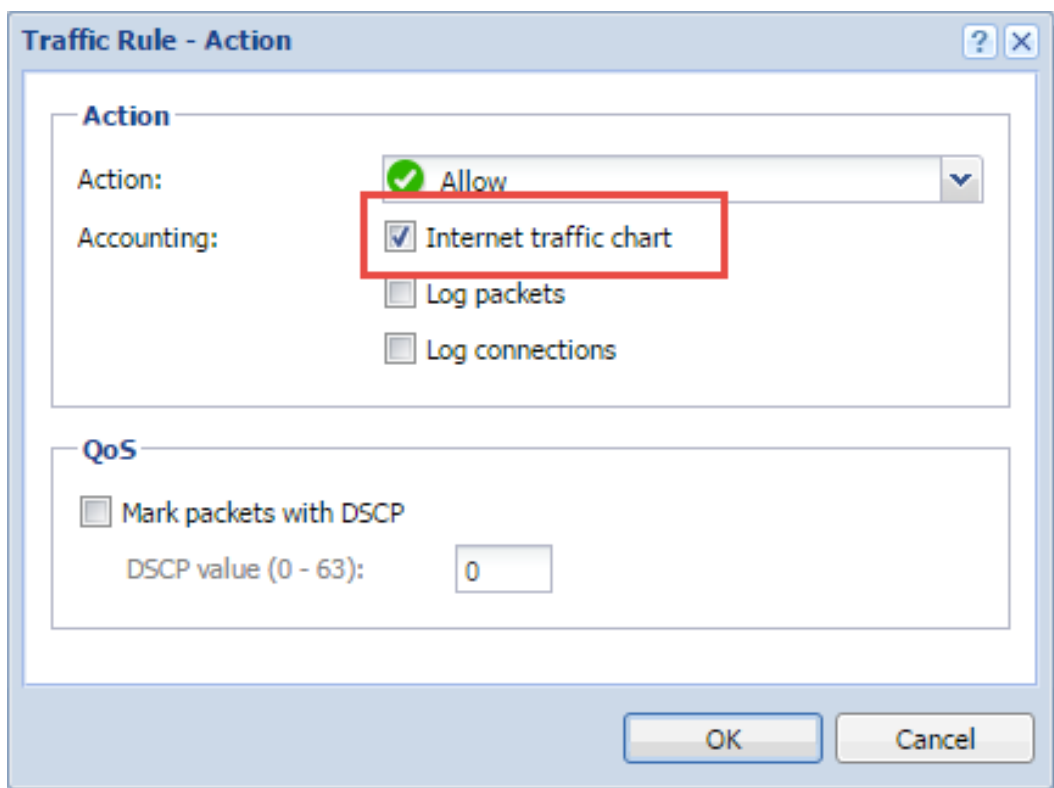 Traffic Rule - Action
?
Action
Action:
Allow
Accounting:
Internet traffic chart
Log packets
Log connections
QoS
Mark packets with DSCP
DSCP value (0 - 63):
0
OK
Cancel